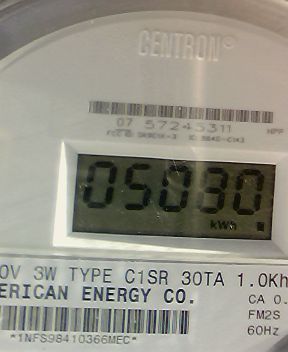 CENTRON®
07 57245311
HPP
05030
kWh
0V 3W TYPE C1SR 30TA 1.0Kh
ERICAN ENERGY CO.
CA 0.
FM2S
60Hz
*1NFS98410366MEC*